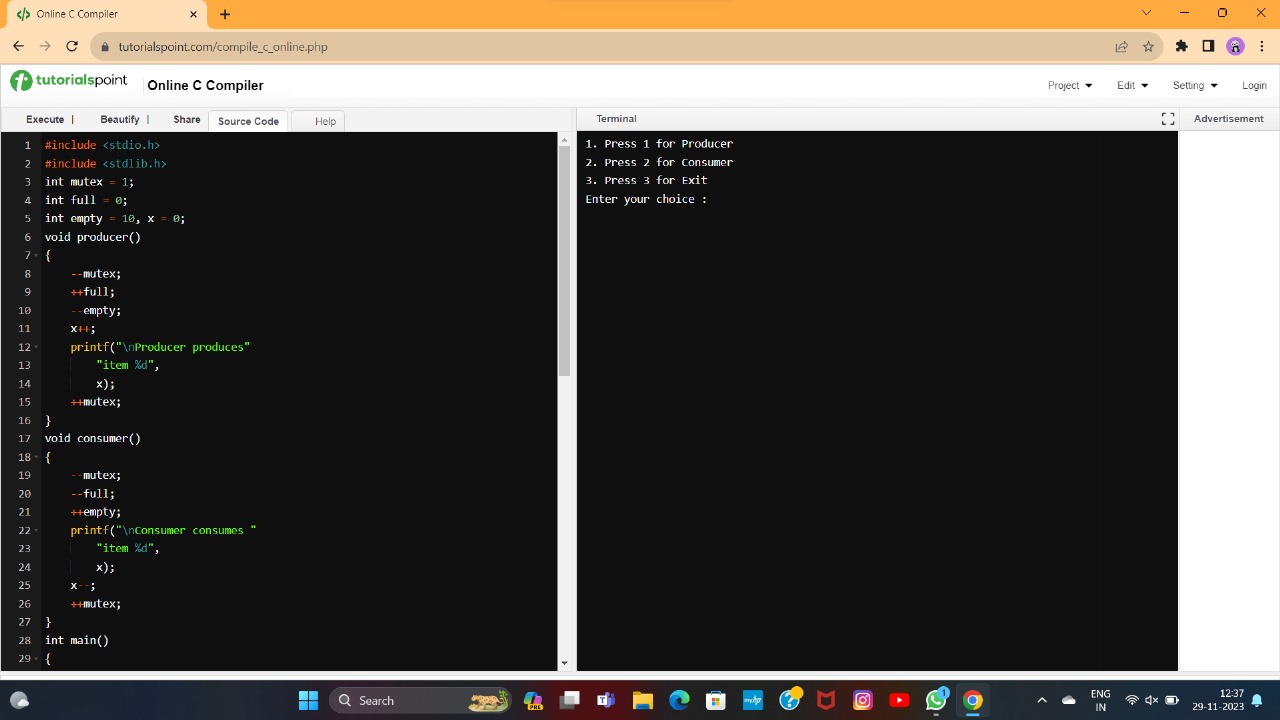 Online C Compiler
tutorialspoint.com/compile_c_online.php
tutorialspoint
Online C Compiler
Project
Edit
Setting
Login
Execute |
Beautify |
Share
Source Code
Help
Terminal
Advertisement
1 #include <stdio.h>
2 #include <stdlib.h>
3 int mutex = 1;
4 int full = 0;
5 int empty = 10, x = 0;
6 void producer()
7 {
8 --mutex;
9 ++full;
10 --empty;
11 x++;
12 printf("\nProducer produces"
13 "item %d",
14 x);
15 ++mutex;
16 }
17 void consumer()
18 {
19 --mutex;
20 --full;
21 ++empty;
22 printf("\nConsumer consumes "
23 "item %d",
24 x);
25 x--;
26 ++mutex;
27 }
28 int main()
29 {
1. Press 1 for Producer
2. Press 2 for Consumer
3. Press 3 for Exit
Enter your choice :
Search
PRE
1
ENG
IN
12:37
29-11-2023